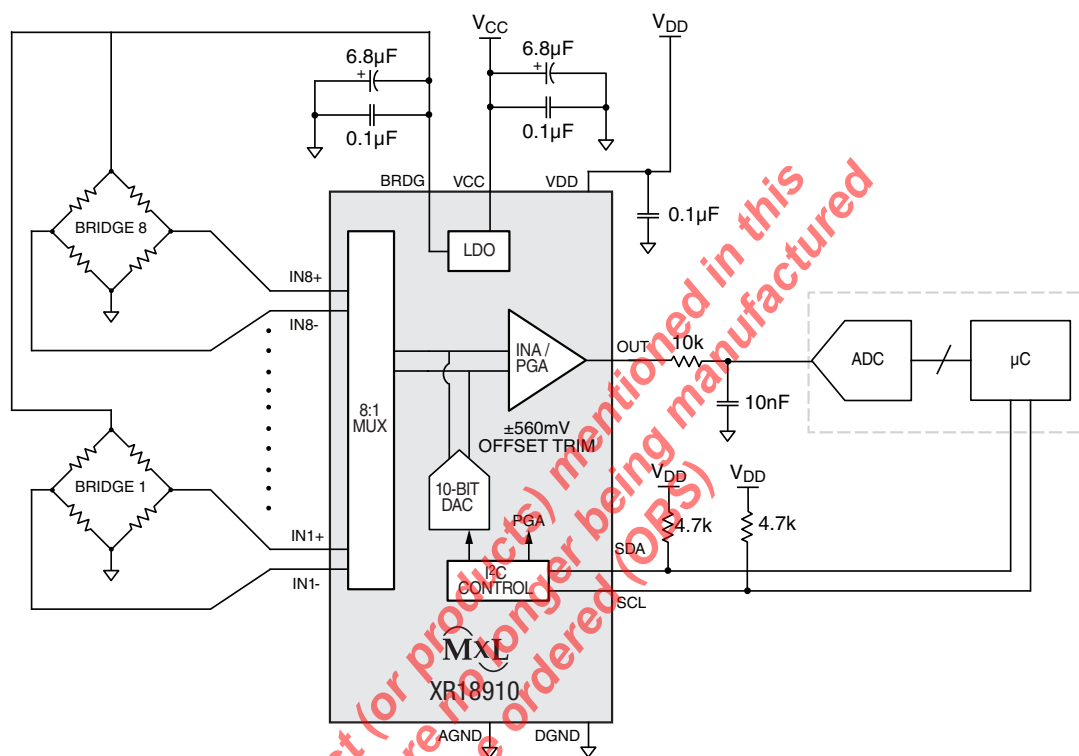 VCC
VDD
6.8µF
+
0.1µF
6.8µF
+
0.1µF
BRDG
VCC
VDD
0.1µF
LDO
BRIDGE 8
IN8+
IN8-
8:1
MUX
INA /
PGA
OUT
10k
10nF
ADC
µC
±560mV
OFFSET TRIM
BRIDGE 1
IN1+
IN1-
10-BIT
DAC
PGA
VDD
VDD
4.7k
4.7k
SDA
SCL
I²C
CONTROL
MxL
XR18910
AGND
DGND
st (or products) mentioned in this
re no longer being manufactured
e ordered (OBS)